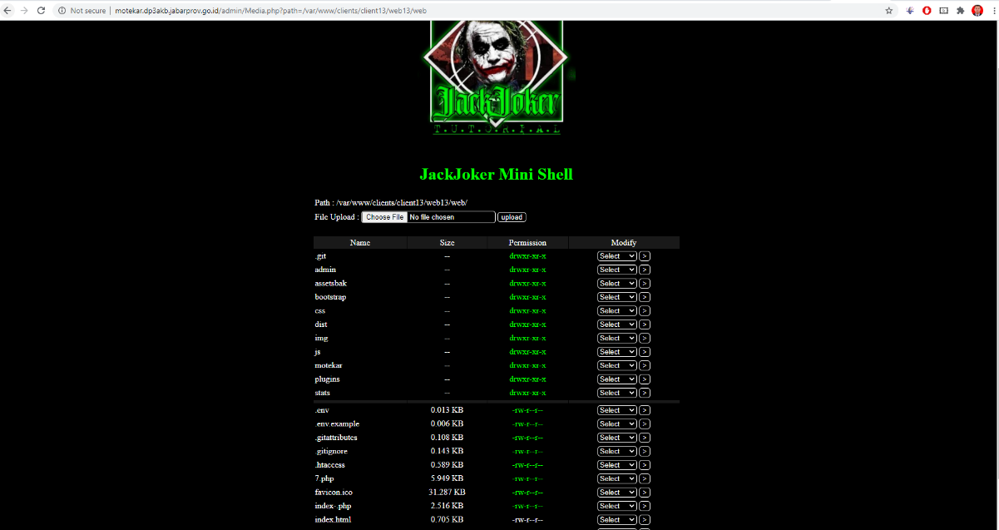 Not secure | motekar.dp3akb.jabarprov.go.id/admin/Media.php?path=/var/www/clients/client13/web13/web
JackJoker
T.U.T.O.R.I.A.L
JackJoker Mini Shell
Path : /var/www/clients/client13/web13/web/
File Upload : Choose File No file chosen upload
Name Size Permission Modify
.git -- drwxr-xr-x Select >
admin -- drwxr-xr-x Select >
assetsbak -- drwxr-xr-x Select >
bootstrap -- drwxr-xr-x Select >
css -- drwxr-xr-x Select >
dist -- drwxr-xr-x Select >
img -- drwxr-xr-x Select >
js -- drwxr-xr-x Select >
motekar -- drwxr-xr-x Select >
plugins -- drwxr-xr-x Select >
stats -- drwxr-xr-x Select >
.env 0.013 KB -rw-r--r-- Select >
.env.example 0.006 KB -rw-r--r-- Select >
.gitattributes 0.108 KB -rw-r--r-- Select >
.gitignore 0.143 KB -rw-r--r-- Select >
.htaccess 0.589 KB -rw-r--r-- Select >
7.php 5.949 KB -rw-r--r-- Select >
favicon.ico 31.287 KB -rw-r--r-- Select >
index-.php 2.516 KB -rw-r--r-- Select >
index.html 0.705 KB -rw-r--r-- Select >